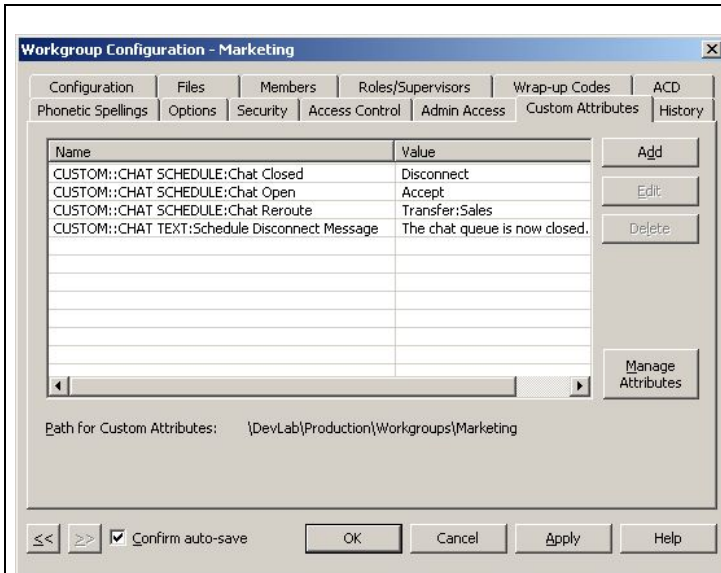 Workgroup Configuration - Marketing
Configuration Files Members Roles/Supervisors Wrap-up Codes ACD
Phonetic Spellings Options Security Access Control Admin Access Custom Attributes History
Name Value
CUSTOM::CHAT SCHEDULE:Chat Closed Disconnect
CUSTOM::CHAT SCHEDULE:Chat Open Accept
CUSTOM::CHAT SCHEDULE:Chat Reroute Transfer:Sales
CUSTOM::CHAT TEXT:Schedule Disconnect Message The chat queue is now closed.
Add
Edit
Delete
Manage
Attributes
Path for Custom Attributes: \DevLab\Production\Workgroups\Marketing
<< >> Confirm auto-save OK Cancel Apply Help